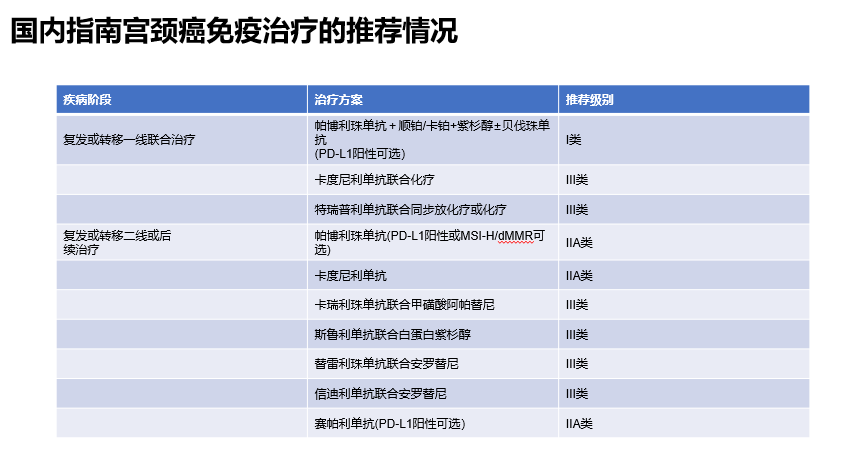 国内指南宫颈癌免疫治疗的推荐情况
疾病阶段 治疗方案 推荐级别
复发或转移一线联合治疗 帕博利珠单抗＋顺铂/卡铂+紫杉醇±贝伐珠单
抗
(PD-L1阳性可选) I类
卡度尼利单抗联合化疗 III类
特瑞普利单抗联合同步放化疗或化疗 III类
复发或转移二线或后
续治疗 帕博利珠单抗(PD-L1阳性或MSI-H/dMMR可
选) IIA类
卡度尼利单抗 IIA类
卡瑞利珠单抗联合甲磺酸阿帕替尼 III类
斯鲁利单抗联合白蛋白紫杉醇 III类
替雷利珠单抗联合安罗替尼 III类
信迪利单抗联合安罗替尼 III类
赛帕利单抗(PD-L1阳性可选) IIA类